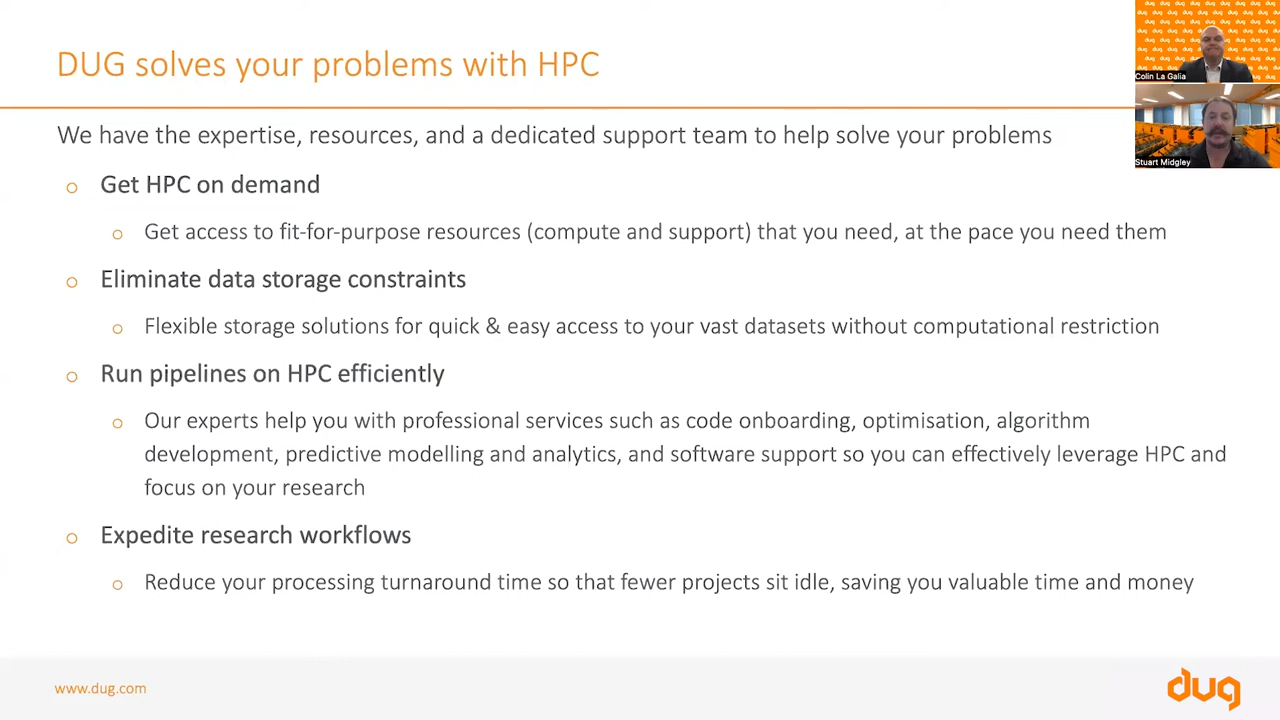 DUG solves your problems with HPC
Colin La Galia
Stuart Midgley
We have the expertise, resources, and a dedicated support team to help solve your problems
Get HPC on demand
Get access to fit-for-purpose resources (compute and support) that you need, at the pace you need them
Eliminate data storage constraints
Flexible storage solutions for quick & easy access to your vast datasets without computational restriction
Run pipelines on HPC efficiently
Our experts help you with professional services such as code onboarding, optimisation, algorithm
development, predictive modelling and analytics, and software support so you can effectively leverage HPC and
focus on your research
Expedite research workflows
Reduce your processing turnaround time so that fewer projects sit idle, saving you valuable time and money
www.dug.com
dug